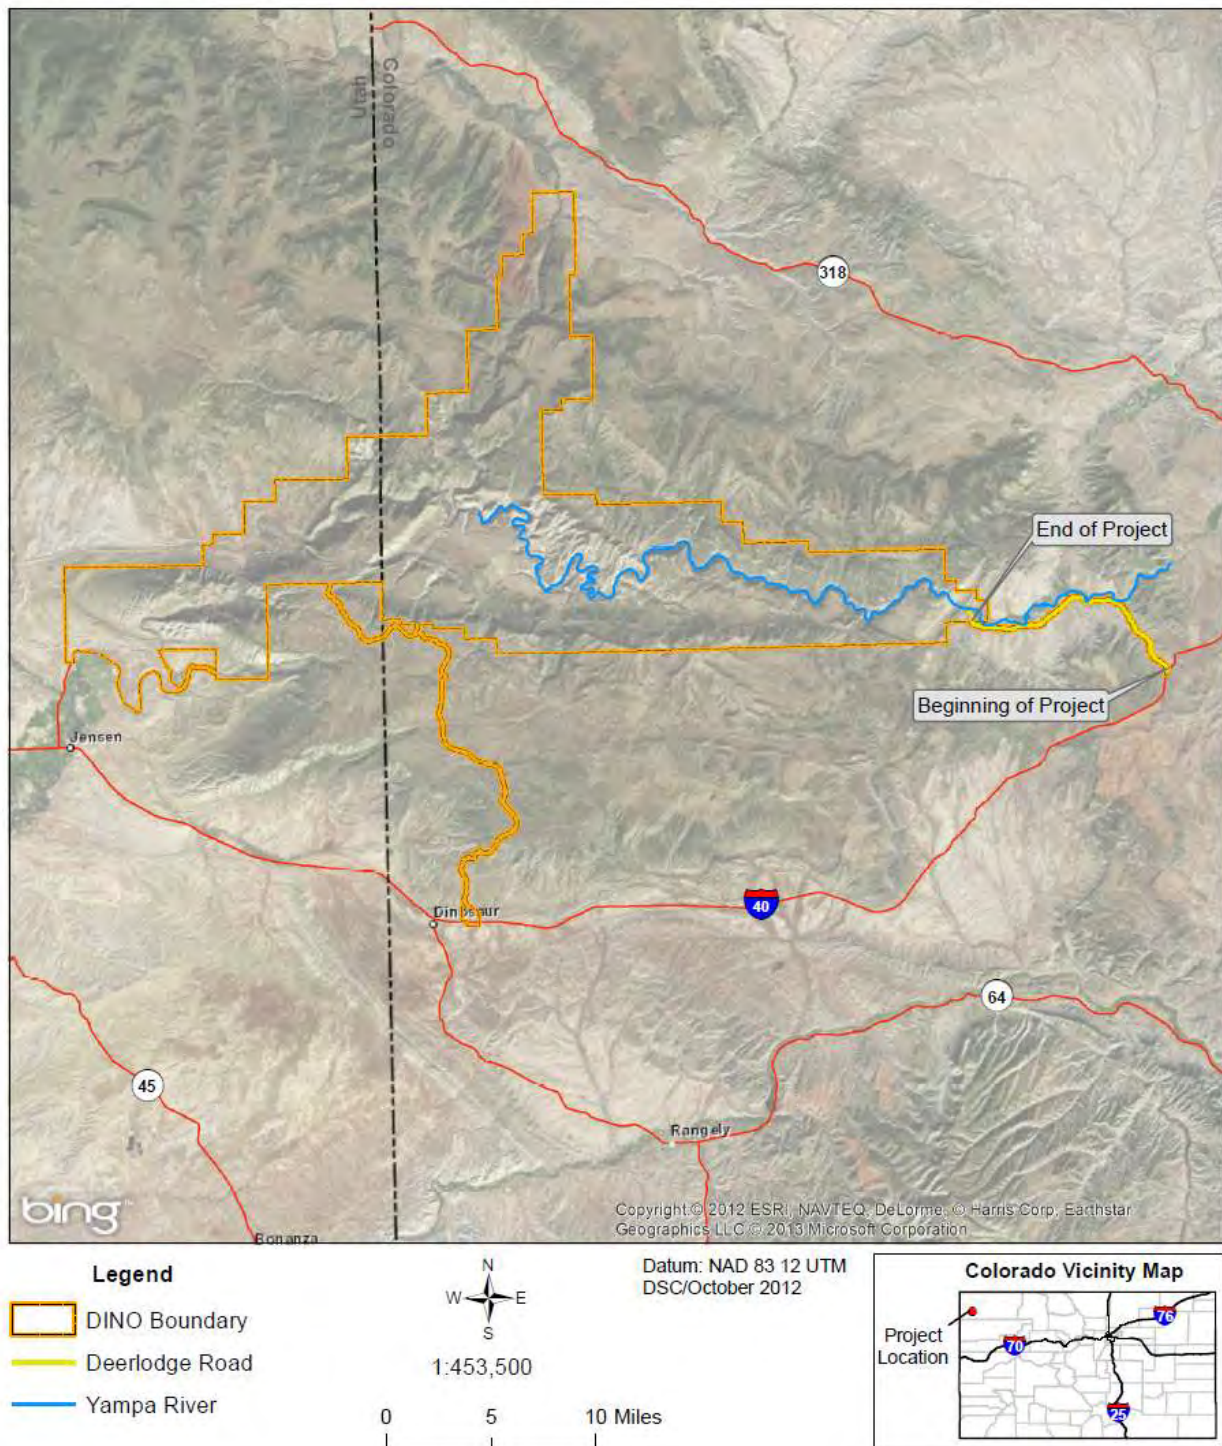 Utah
Colorado
318
End of Project
Beginning of Project
Jensen
Dinosaur
40
64
45
Rangely
bing™
Copyright:© 2012 ESRI, NAVTEQ, DeLorme, © Harris Corp, Earthstar
Geographics LLC © 2013 Microsoft Corporation
Bonanza
Legend
DINO Boundary
Deerlodge Road
Yampa River
N
W E
S
1:453,500
0 5 10 Miles
Datum: NAD 83 12 UTM
DSC/October 2012
Colorado Vicinity Map
Project
Location
76
70
25